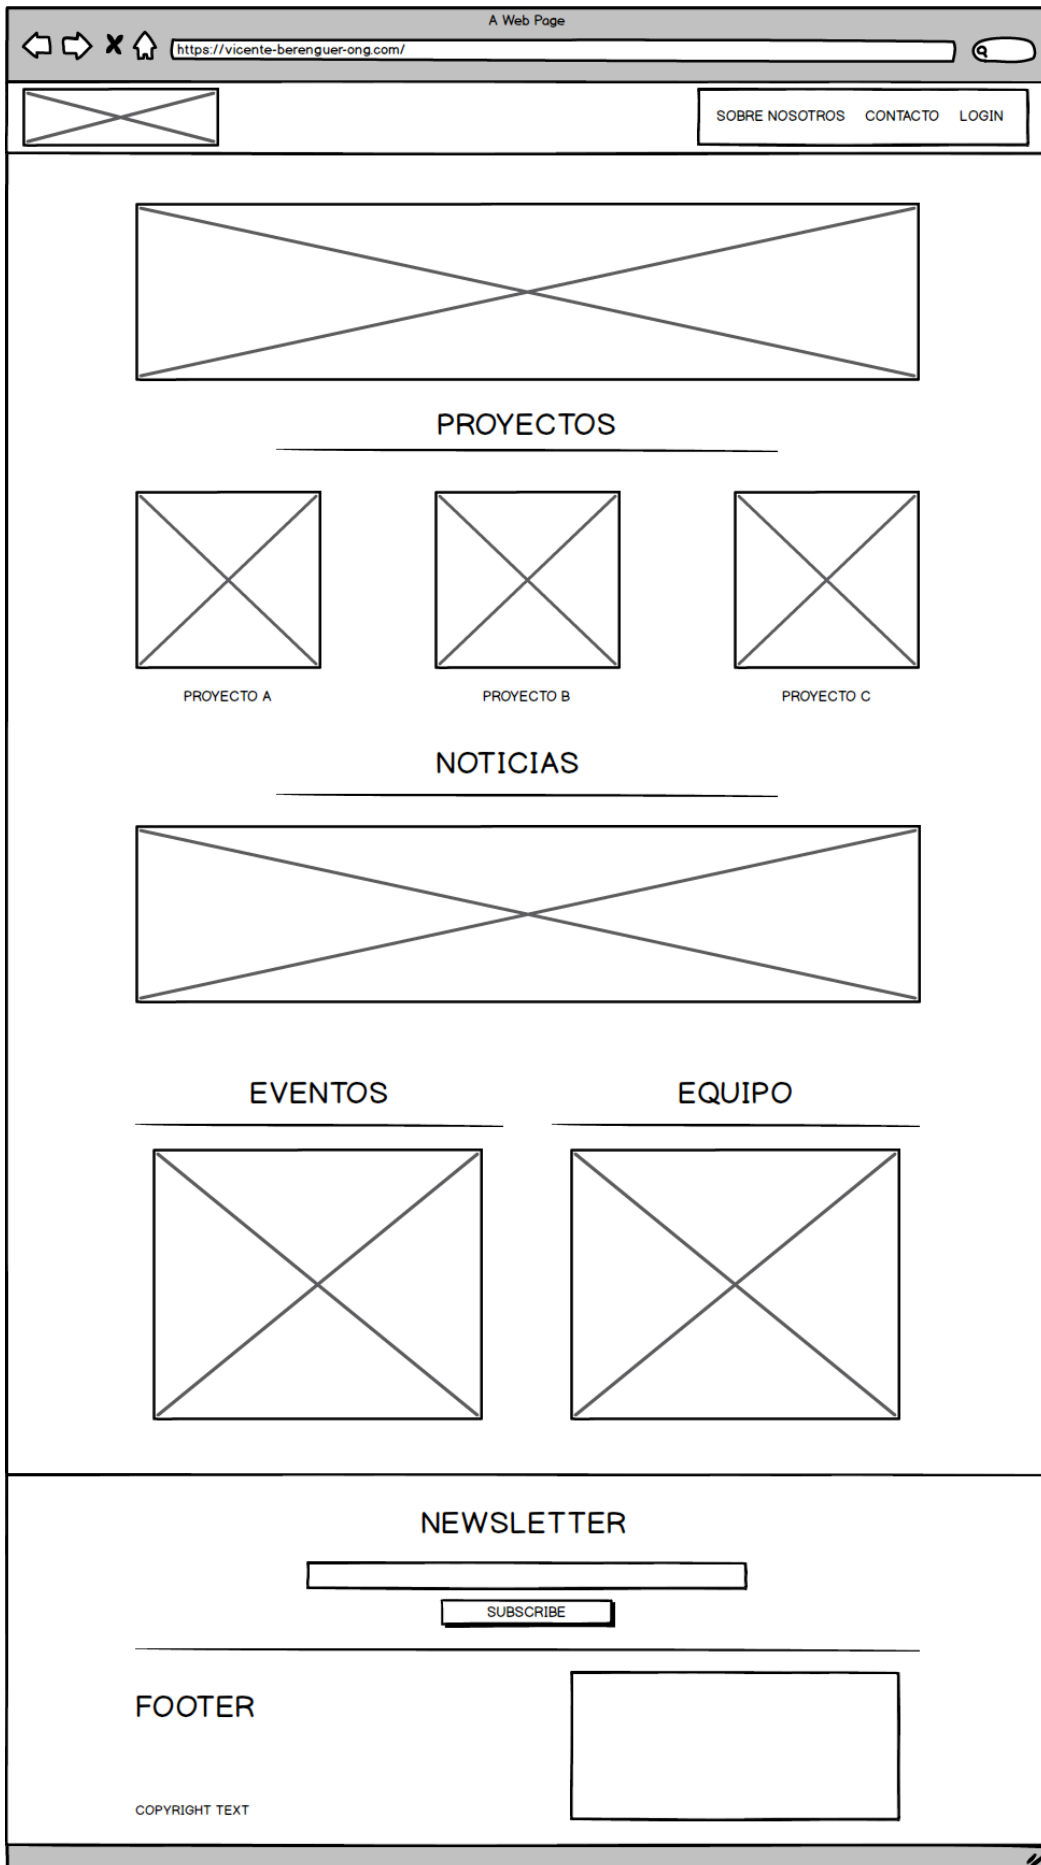 A Web Page
https://vicente-berenguer-ong.com/
SOBRE NOSOTROS CONTACTO LOGIN
PROYECTOS
PROYECTO A PROYECTO B PROYECTO C
NOTICIAS
EVENTOS EQUIPO
NEWSLETTER
SUBSCRIBE
FOOTER
COPYRIGHT TEXT